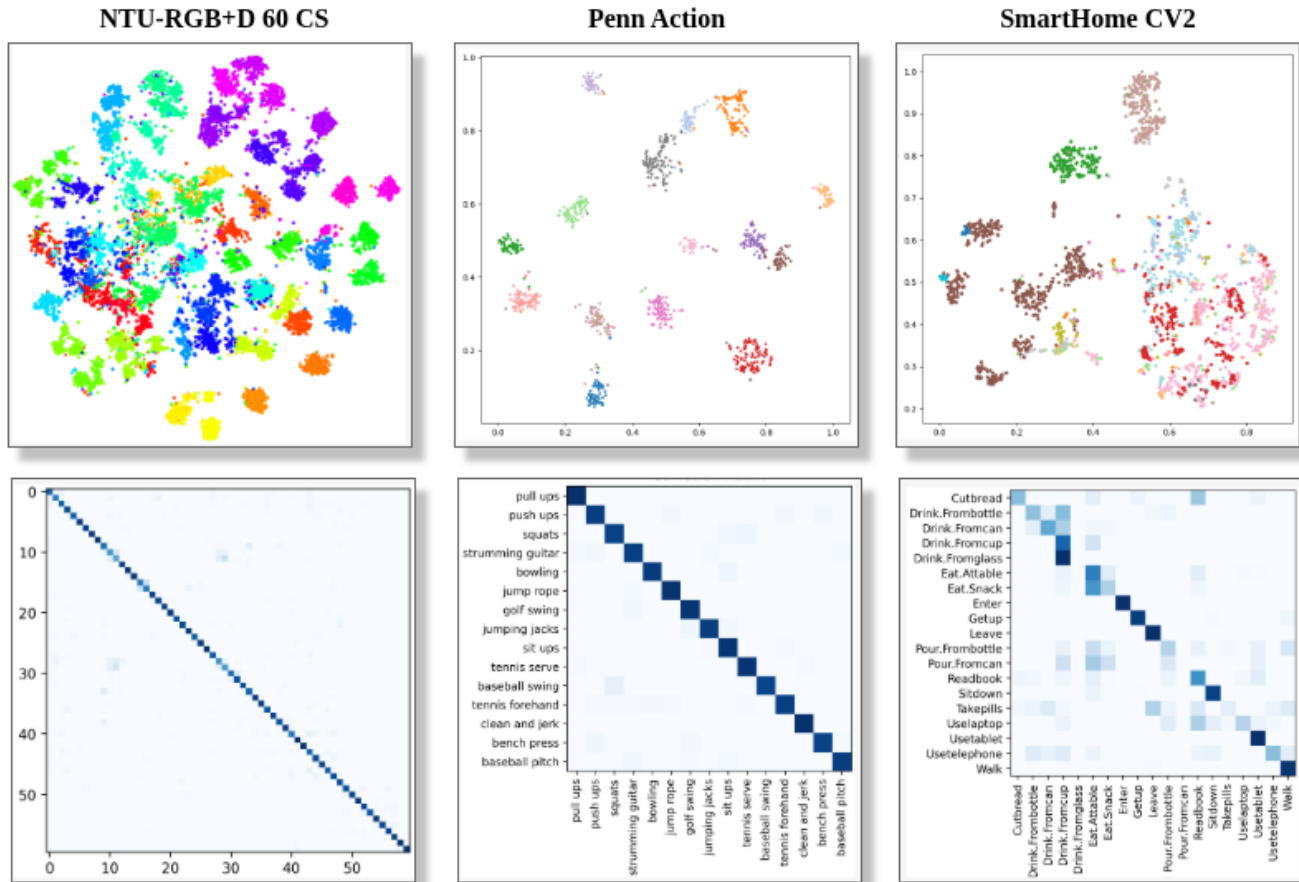 NTU-RGB+D 60 CS
Penn Action
SmartHome CV2
1.0
0.8
0.6
0.4
0.2
0.0 0.2 0.4 0.6 0.8 1.0
1.0
0.9
0.8
0.7
0.6
0.5
0.4
0.3
0.2
0.0 0.2 0.4 0.6 0.8
0
10
20
30
40
50
0 10 20 30 40 50
pull ups
push ups
squats
strumming guitar
bowling
jump rope
golf swing
jumping jacks
sit ups
tennis serve
baseball swing
tennis forehand
clean and jerk
bench press
baseball pitch
pull ups
push ups
squats
strumming guitar
bowling
jump rope
golf swing
jumping jacks
sit ups
tennis serve
baseball swing
tennis forehand
clean and jerk
bench press
baseball pitch
Cutbread
Drink.Frombottle
Drink.Fromcan
Drink.Fromcup
Drink.Fromglass
Eat.Attable
Eat.Snack
Enter
Getup
Leave
Pour.Frombottle
Pour.Fromcan
Readbook
Sitdown
Takepills
Uselaptop
Usetablet
Usetelephone
Walk
Cutbread
Drink.Frombottle
Drink.Fromcan
Drink.Fromcup
Drink.Fromglass
Eat.Attable
Eat.Snack
Enter
Getup
Leave
Pour.Frombottle
Pour.Fromcan
Readbook
Sitdown
Takepills
Uselaptop
Usetablet
Usetelephone
Walk